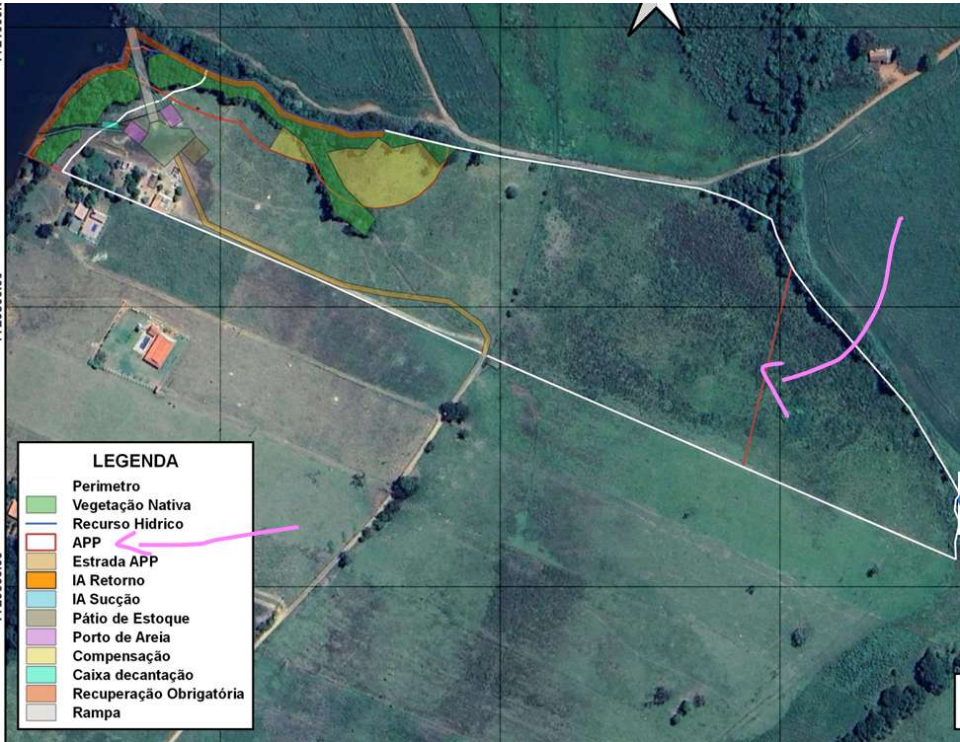 LEGENDA
Perimetro
Vegetação Nativa
Recurso Hidrico
APP
Estrada APP
IA Retorno
IA Sucção
Pátio de Estoque
Porto de Areia
Compensação
Caixa decantação
Recuperação Obrigatória
Rampa